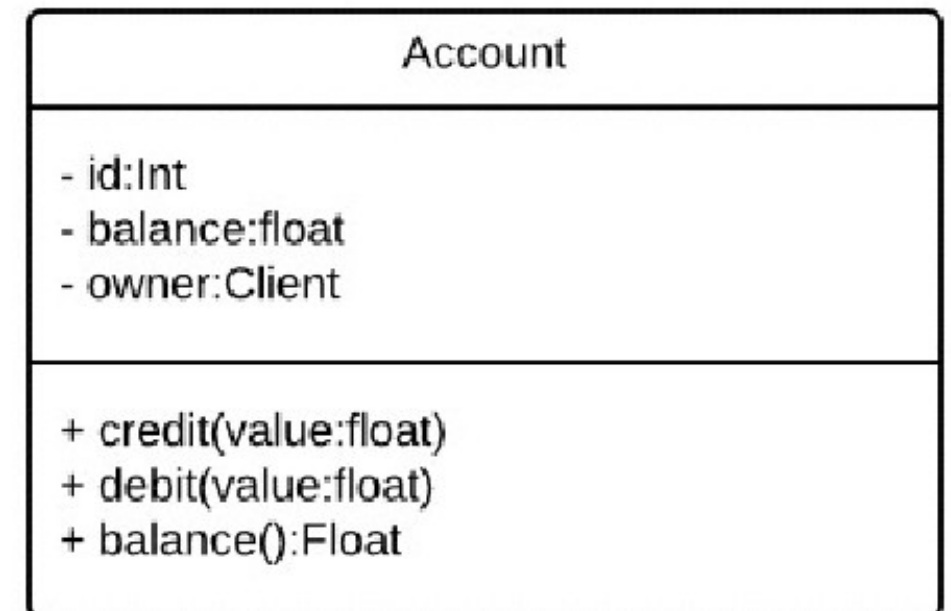 Account
- id:Int
- balance:float
- owner:Client
+ credit(value:float)
+ debit(value:float)
+ balance():Float